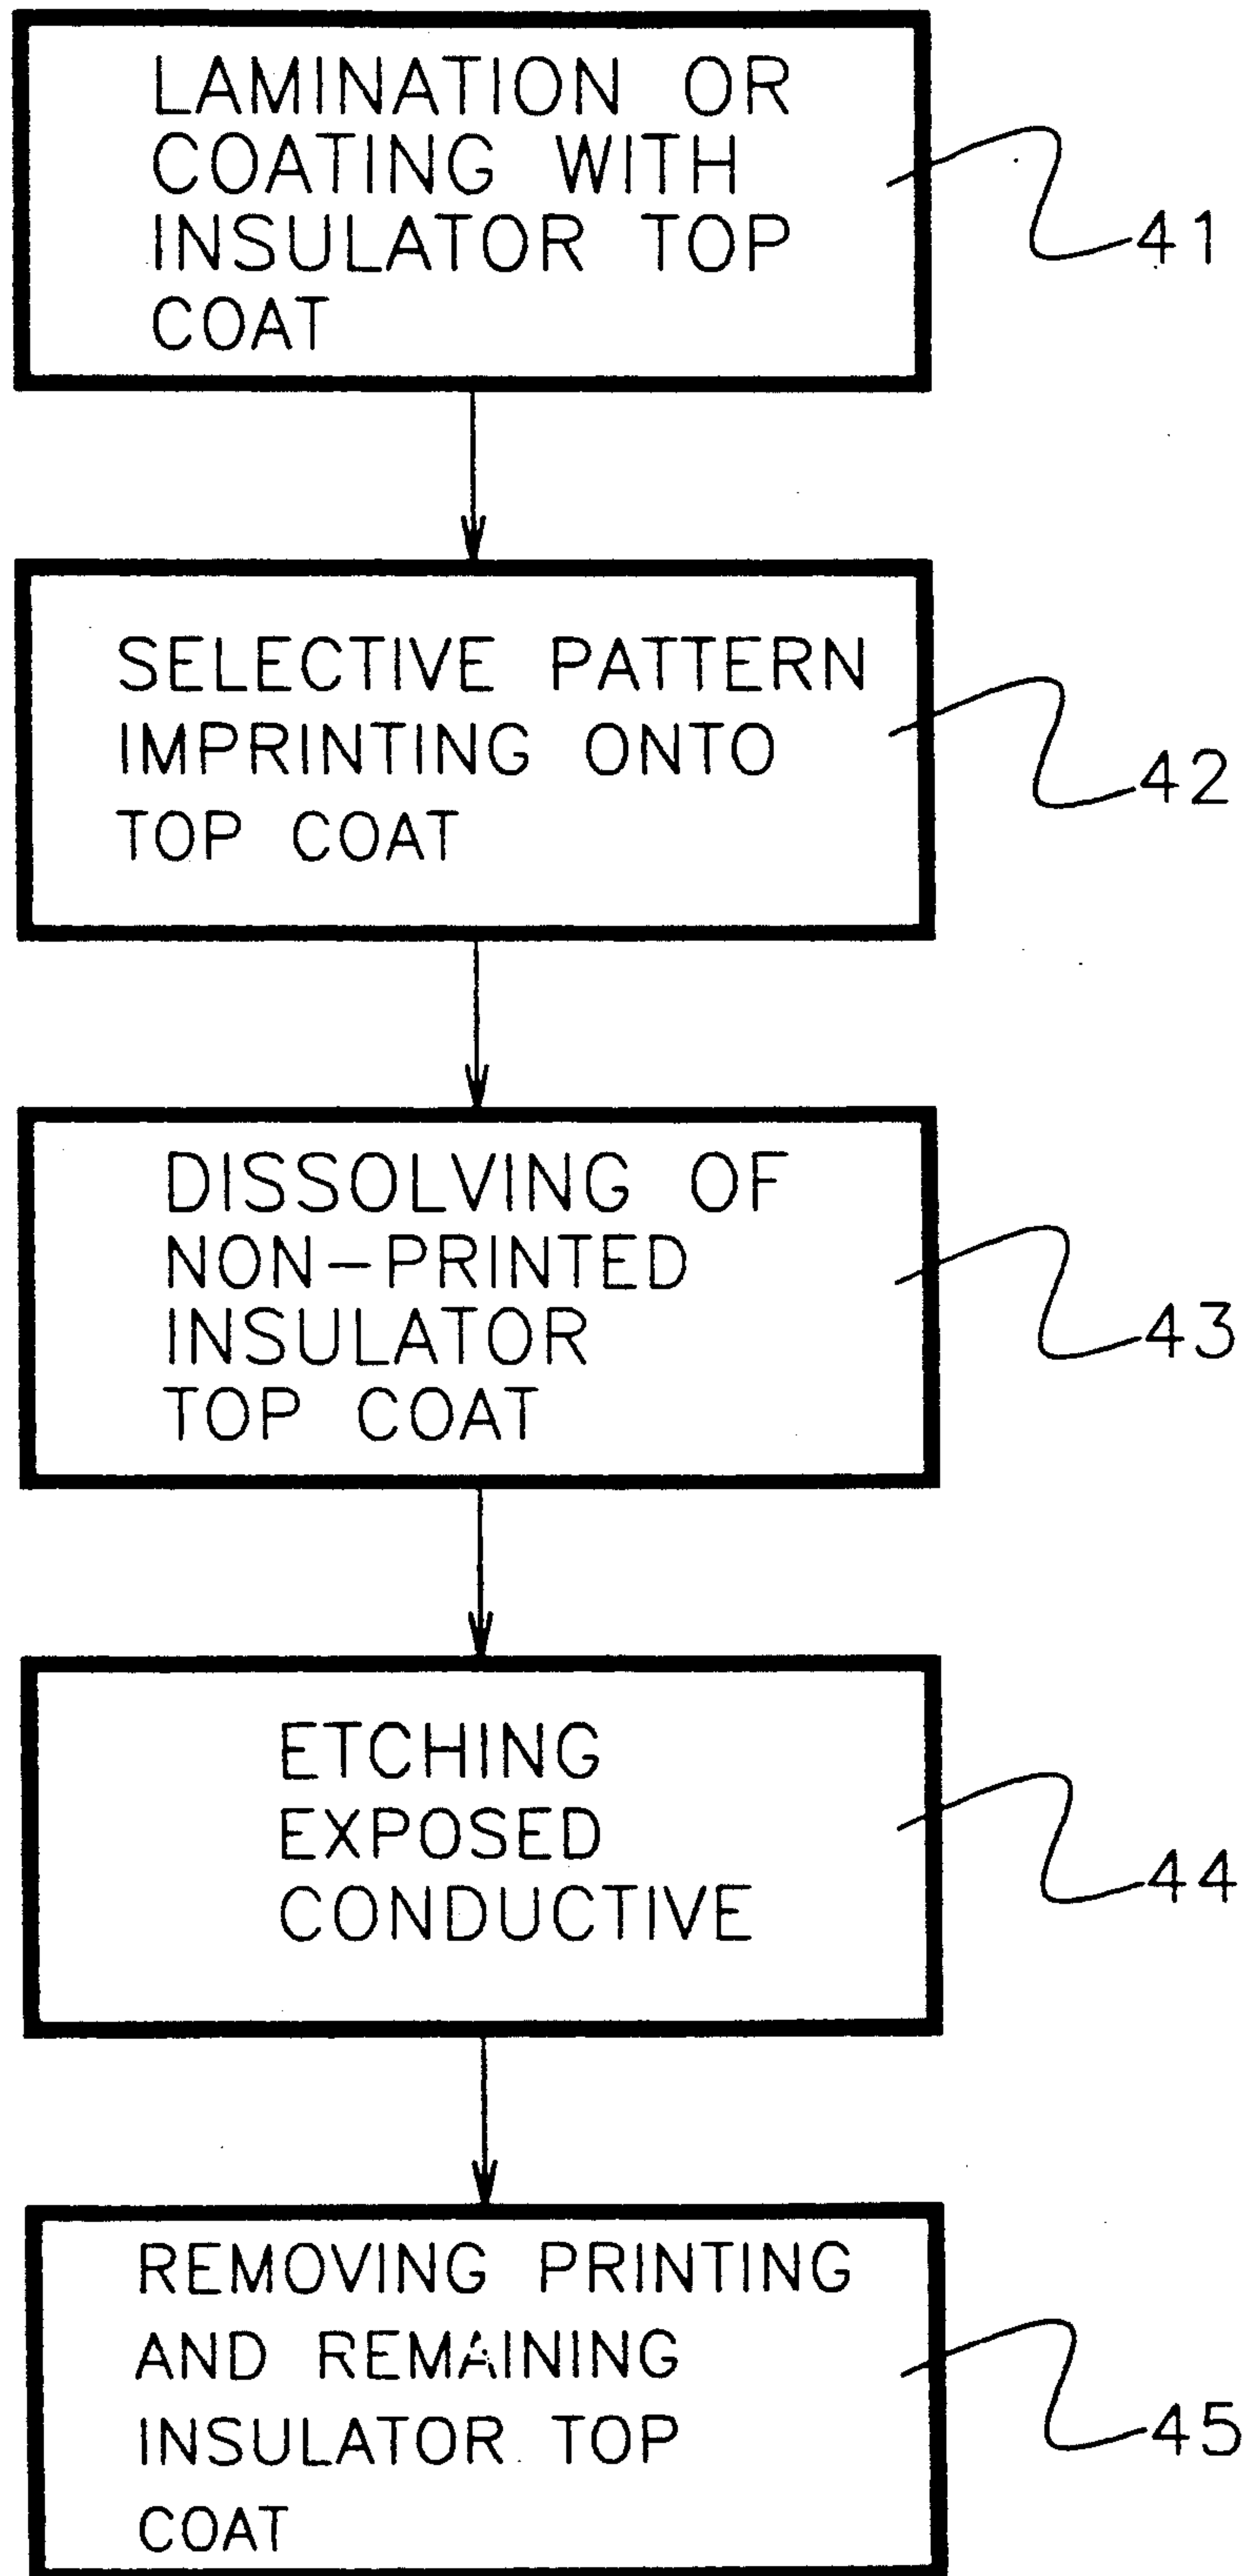 LAMINATION OR
COATING WITH
INSULATOR TOP
COAT
41
SELECTIVE PATTERN
IMPRINTING ONTO
TOP COAT
42
DISSOLVING OF
NON-PRINTED
INSULATOR
TOP COAT
43
ETCHING
EXPOSED
CONDUCTIVE
44
REMOVING PRINTING
AND REMAINING
INSULATOR TOP
COAT
45